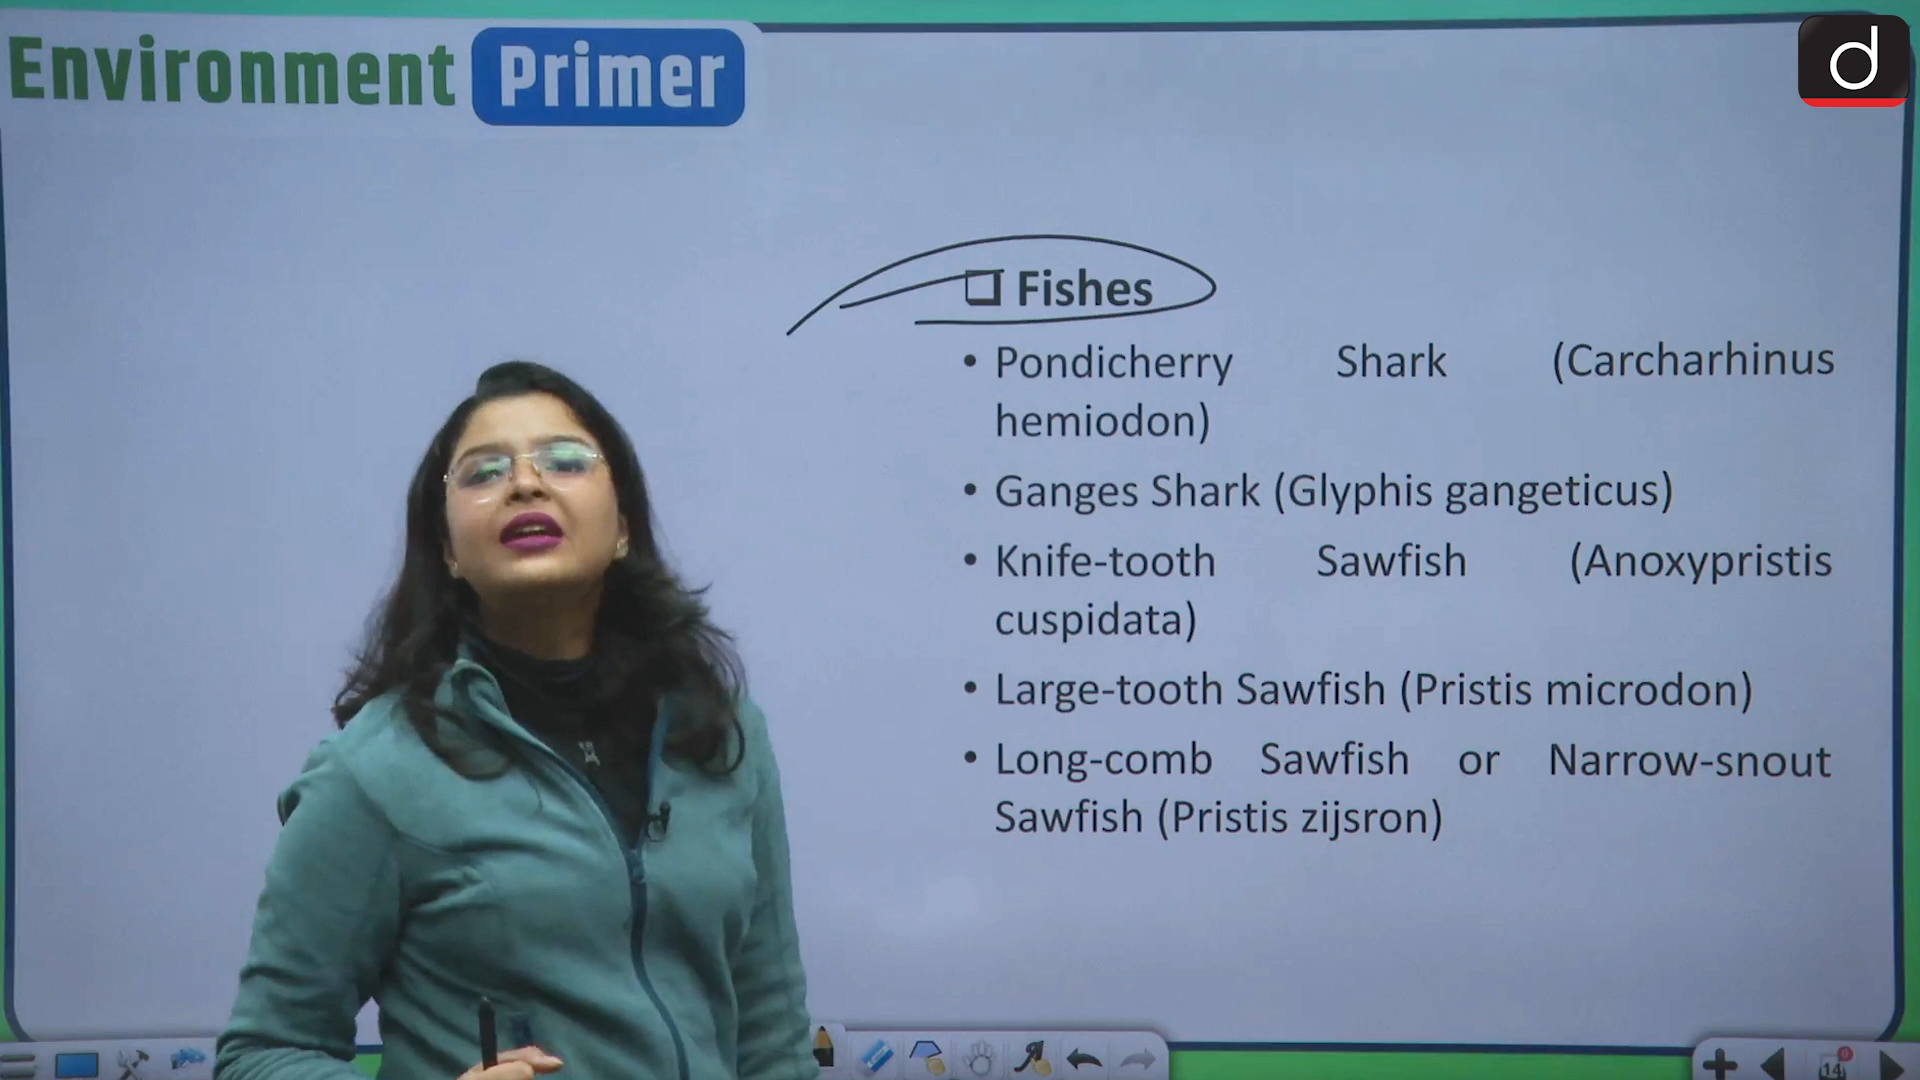 Environment Primer
d
❑ Fishes
• Pondicherry Shark (Carcharhinus
hemiodon)
• Ganges Shark (Glyphis gangeticus)
• Knife-tooth Sawfish (Anoxypristis
cuspidata)
• Large-tooth Sawfish (Pristis microdon)
• Long-comb Sawfish or Narrow-snout
Sawfish (Pristis zijsron)
14